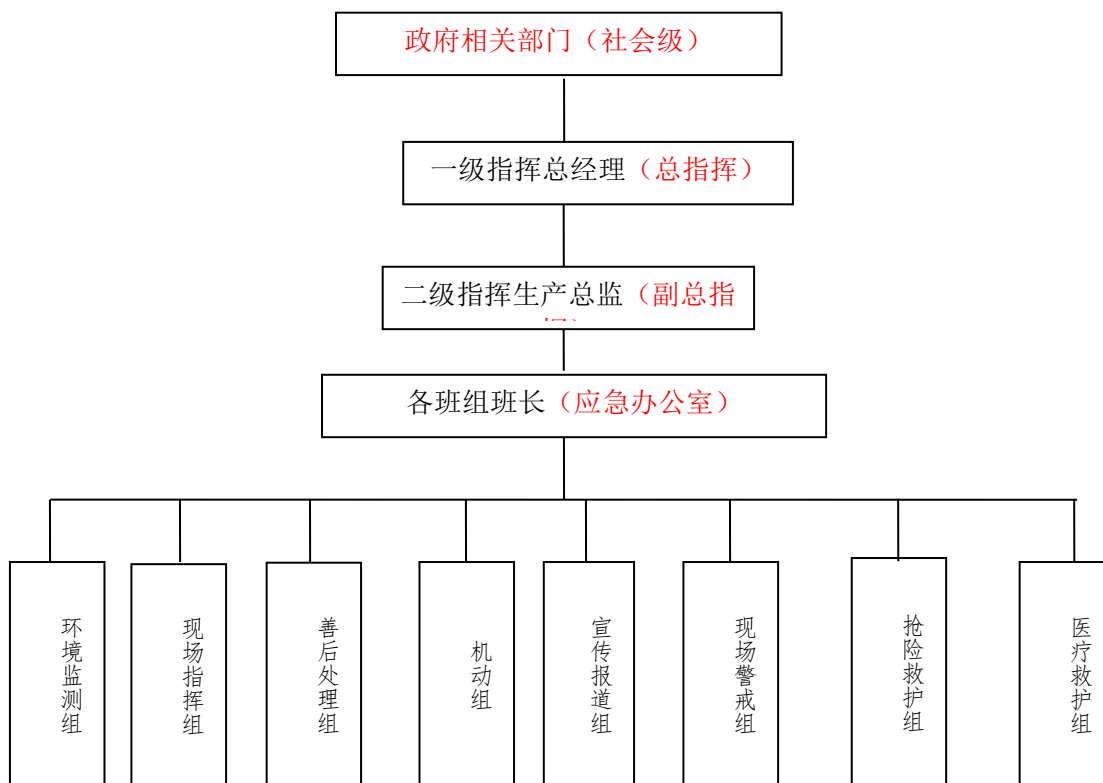 政府相关部门（社会级）
一级指挥总经理（总指挥）
二级指挥生产总监（副总指
各班组班长（应急办公室）
环境监测组
现场指挥组
善后处理组
机动组
宣传报道组
现场警戒组
抢险救护组
医疗救护组